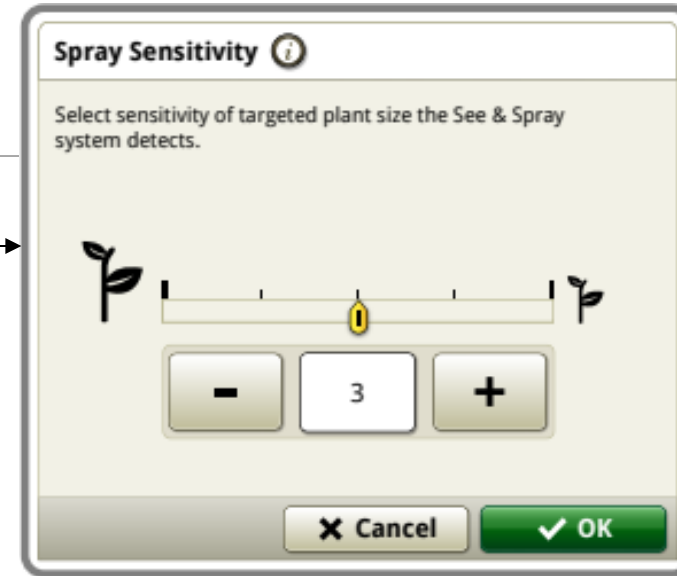 Spray Sensitivity i
Select sensitivity of targeted plant size the See & Spray
system detects.
- 3 +
Cancel OK